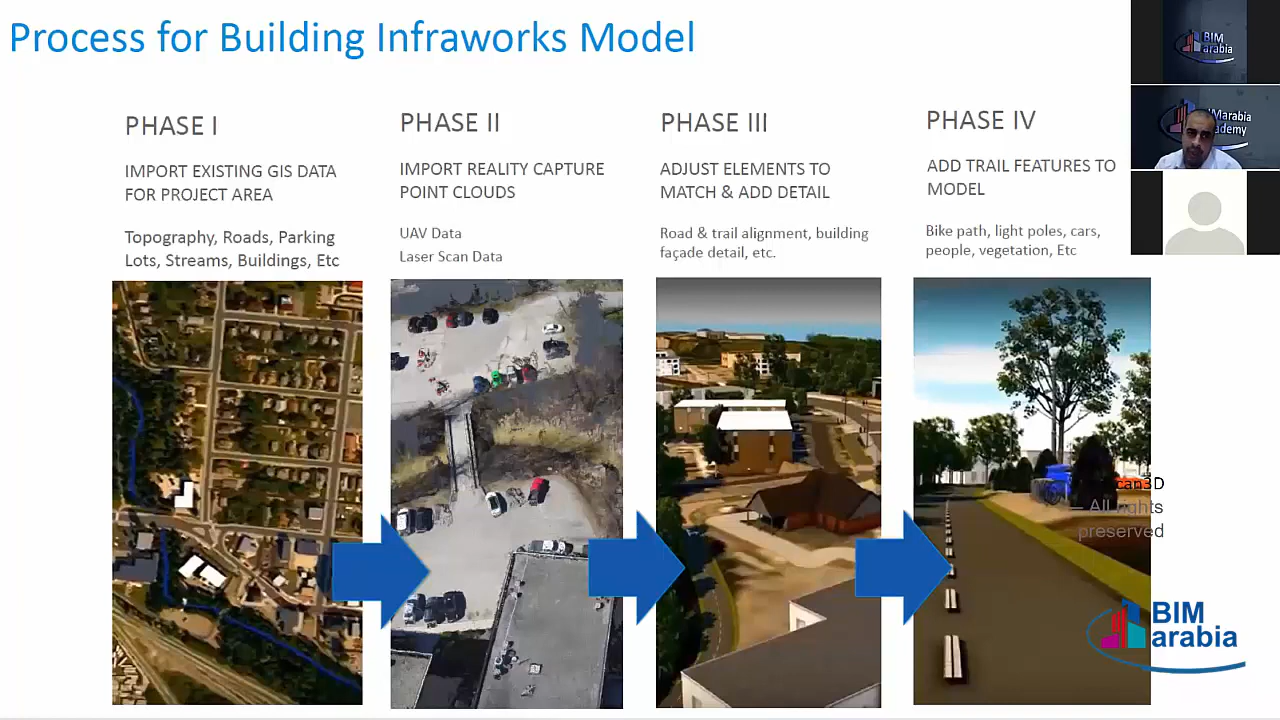 Process for Building Infraworks Model
PHASE I
IMPORT EXISTING GIS DATA
FOR PROJECT AREA
Topography, Roads, Parking
Lots, Streams, Buildings, Etc
PHASE II
IMPORT REALITY CAPTURE
POINT CLOUDS
UAV Data
Laser Scan Data
PHASE III
ADJUST ELEMENTS TO
MATCH & ADD DETAIL
Road & trail alignment, building
façade detail, etc.
PHASE IV
ADD TRAIL FEATURES TO
MODEL
Bike path, light poles, cars,
people, vegetation, Etc
BIM
arabia
can3D
— All rights
preserved
BIM
arabia